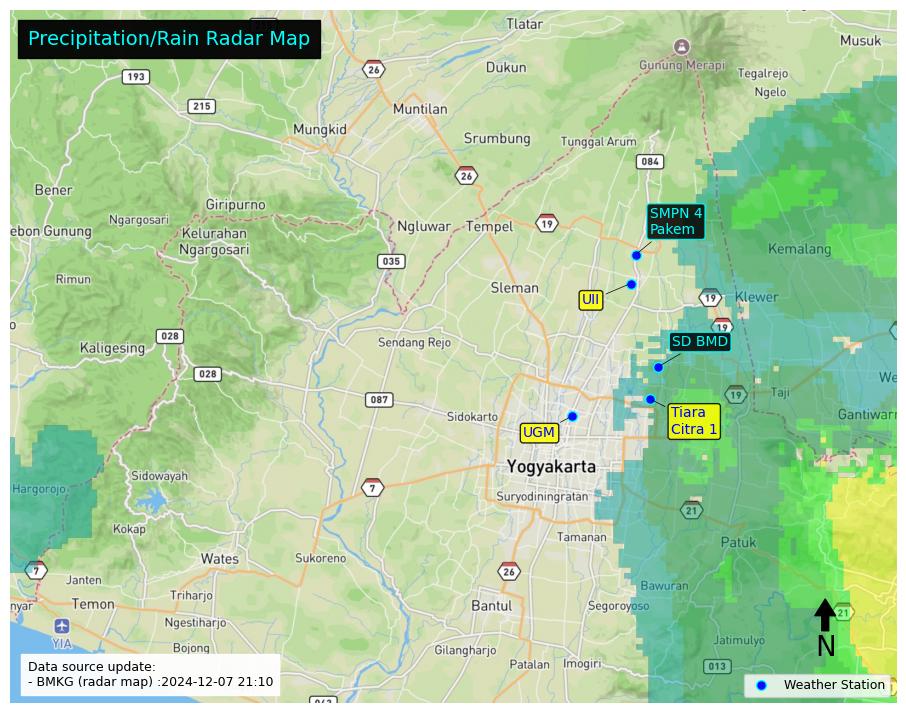 Precipitation/Rain Radar Map
Tlatar
Musuk
Gunung Merapi
Tegalrejo
Ngelo
26
Dukun
193
215
Muntilan
Mungkid
Srumbung
Tunggal Arum
084
26
Bener
Ngargosari
Giripurno
ebon Gunung
Kelurahan
Ngargosari
Ngluwar
Tempel
19
SMPN 4
Pakem
Kemalang
035
Rimun
Sleman
UII
19
Klewer
19
028
Kaligesing
Sendang Rejo
SD BMD
028
We
087
19
Taji
Sidokarto
UGM
Tiara
Citra 1
Gantiwarr
Yogyakarta
Sidowayah
Hargorojo
7
Suryodiningratan
21
Kokap
Tamanan
Patuk
Wates
Sukoreno
7
26
Janten
Bawuran
nyar
Temon
Triharjo
Bantul
Segoroyoso
21
Ngestiharjo
YIA
Bojong
Gilangharjo
Jatimulyo
N
Patalan
Imogiri
013
Data source update:
- BMKG (radar map) :2024-12-07 21:10
Weather Station